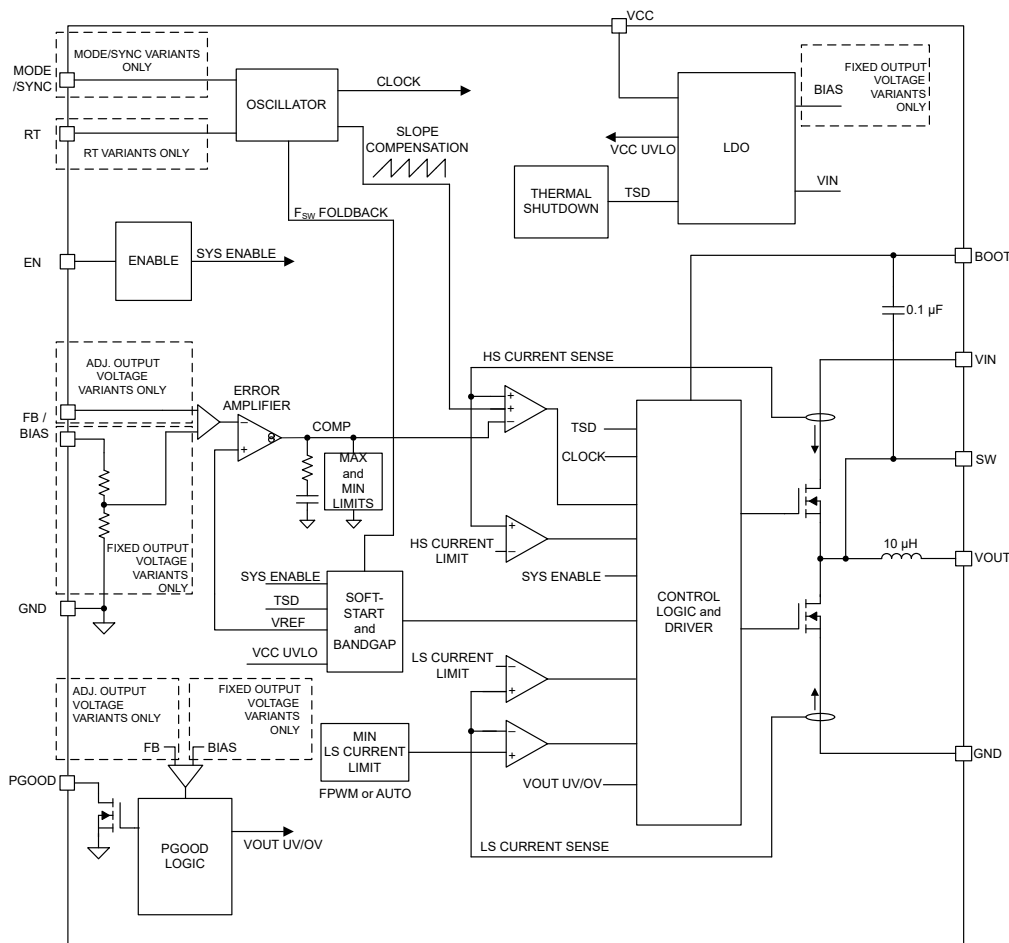 VCC
MODE/SYNC VARIANTS
ONLY
MODE
/SYNC
OSCILLATOR
CLOCK
RT
RT VARIANTS ONLY
SLOPE
COMPENSATION
FIXED OUTPUT
VOLTAGE
VARIANTS
ONLY
BIAS
LDO
VCC UVLO
THERMAL
SHUTDOWN
TSD
VIN
FSW FOLDBACK
EN
ENABLE
SYS ENABLE
BOOT
0.1 µF
ADJ. OUTPUT
VOLTAGE
VARIANTS ONLY
FB /
BIAS
ERROR
AMPLIFIER
−
+
COMP
MAX
and
MIN
LIMITS
FIXED OUTPUT
VOLTAGE
VARIANTS
ONLY
GND
HS CURRENT SENSE
+
+
−
VIN
TSD
CLOCK
SW
+
−
HS CURRENT
LIMIT
SYS ENABLE
10 µH
VOUT
CONTROL
LOGIC and
DRIVER
SYS ENABLE
TSD
VREF
VCC UVLO
SOFT-
START
and
BANDGAP
LS CURRENT
LIMIT
−
+
−
+
MIN
LS CURRENT
LIMIT
FPWM or AUTO
VOUT UV/OV
GND
LS CURRENT SENSE
ADJ. OUTPUT
VOLTAGE
VARIANTS ONLY
FIXED OUTPUT
VOLTAGE
VARIANTS
ONLY
FB
BIAS
PGOOD
PGOOD
LOGIC
VOUT UV/OV